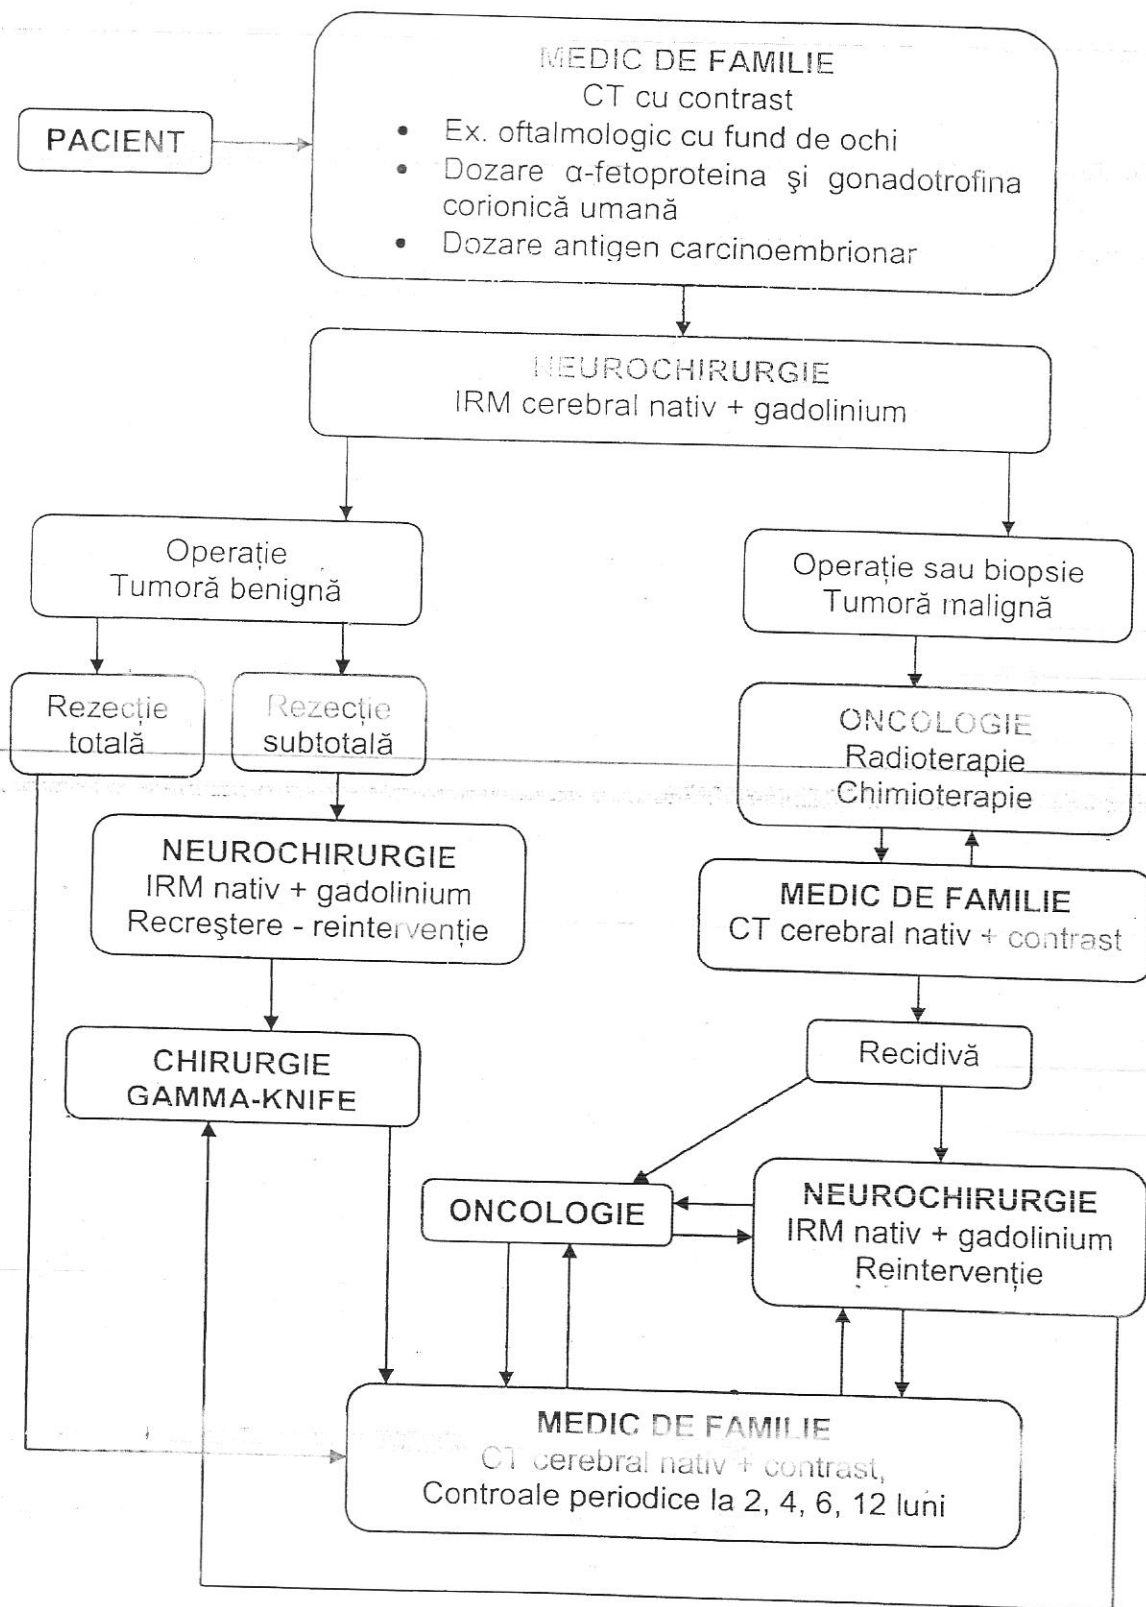 PACIENT
MEDIC DE FAMILIE
CT cu contrast
• Ex. oftalmologic cu fund de ochi
• Dozare α-fetoproteina şi gonadotrofina
corionică umană
• Dozare antigen carcinoembrionar
NEUROCHIRURGIE
IRM cerebral nativ + gadolinium
Operație
Tumoră benignă
Operație sau biopsie
Tumoră malignă
Rezecție
totală
Rezecție
subtotală
ONCOLOGIE
Radioterapie
Chimioterapie
NEUROCHIRURGIE
IRM nativ + gadolinium
Recreştere - reintervenție
MEDIC DE FAMILIE
CT cerebral nativ + contrast
Recidivă
CHIRURGIE
GAMMA-KNIFE
ONCOLOGIE
NEUROCHIRURGIE
IRM nativ + gadolinium
Reintervenție
MEDIC DE FAMILIE
CT cerebral nativ + contrast,
Controale periodice la 2, 4, 6, 12 luni